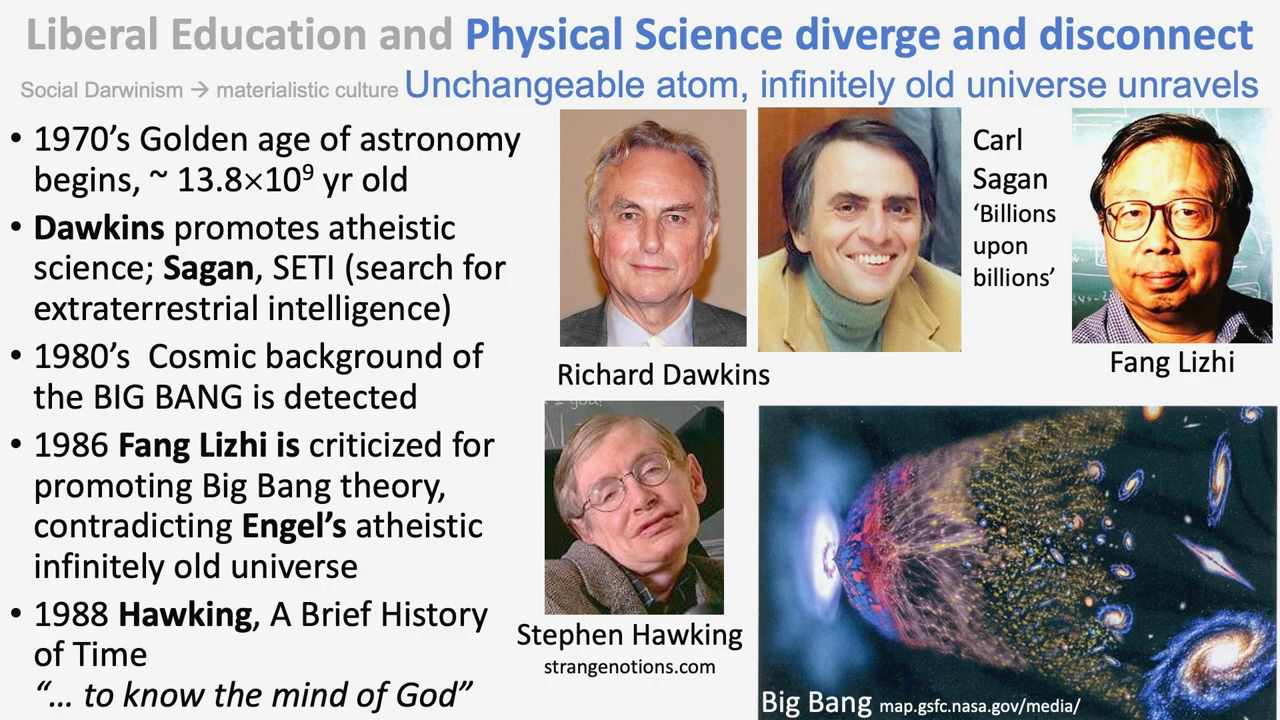 Liberal Education and Physical Science diverge and disconnect
Social Darwinism → materialistic culture Unchangeable atom, infinitely old universe unravels
• 1970’s Golden age of astronomy
begins, ~ 13.8×10⁹ yr old
• Dawkins promotes atheistic
science; Sagan, SETI (search for
extraterrestrial intelligence)
• 1980’s Cosmic background of
the BIG BANG is detected
• 1986 Fang Lizhi is criticized for
promoting Big Bang theory,
contradicting Engel’s atheistic
infinitely old universe
• 1988 Hawking, A Brief History
of Time
“… to know the mind of God”
Richard Dawkins
Carl
Sagan
‘Billions
upon
billions’
Fang Lizhi
Stephen Hawking
strangenotions.com
Big Bang map.gsfc.nasa.gov/media/